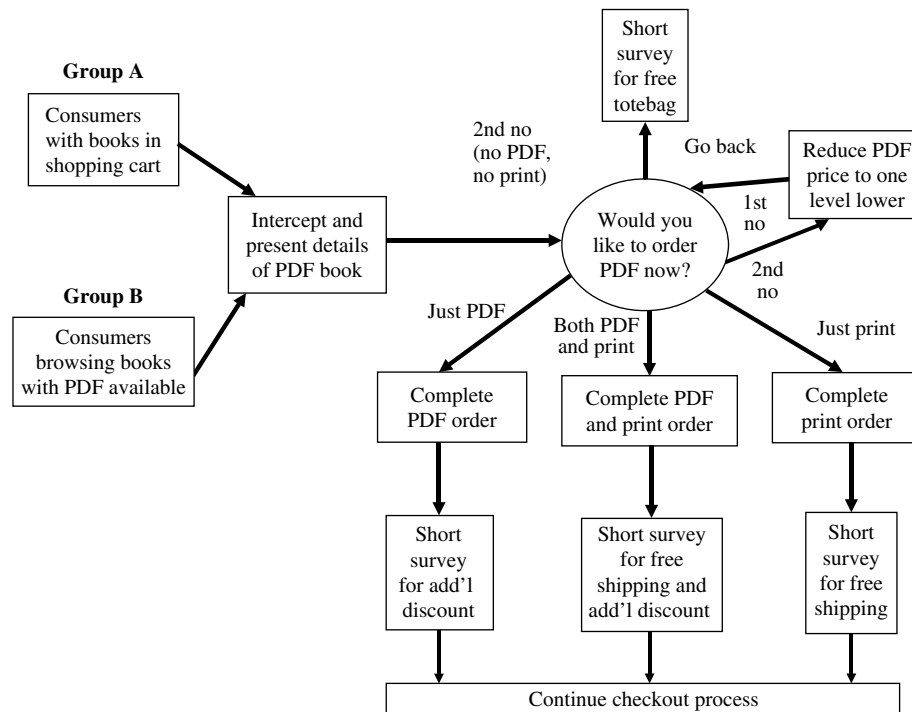 Short
survey
for free
totebag
Group A
Consumers
with books in
shopping cart
2nd no
(no PDF,
no print)
Go back
Reduce PDF
price to one
level lower
1st
no
Intercept and
present details
of PDF book
Would you
like to order
PDF now?
2nd
no
Group B
Consumers
browsing books
with PDF available
Just PDF
Both PDF
and print
Just print
Complete
PDF order
Complete PDF
and print order
Complete
print order
Short
survey
for add'l
discount
Short survey
for free
shipping and
add'l discount
Short
survey
for free
shipping
Continue checkout process